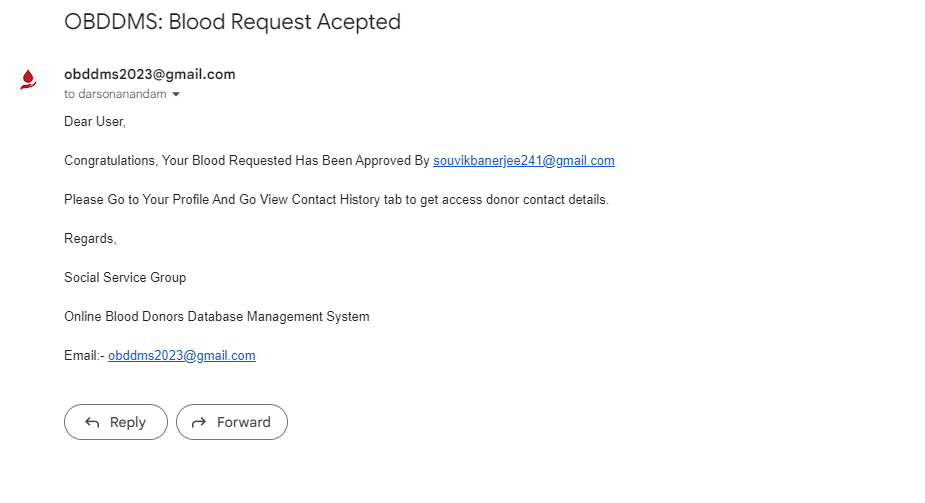 OBDDMS: Blood Request Acepted
obddms2023@gmail.com
to darsonanandam
Dear User,
Congratulations, Your Blood Requested Has Been Approved By souvikbanerjee241@gmail.com
Please Go to Your Profile And Go View Contact History tab to get access donor contact details.
Regards,
Social Service Group
Online Blood Donors Database Management System
Email:- obddms2023@gmail.com
Reply Forward